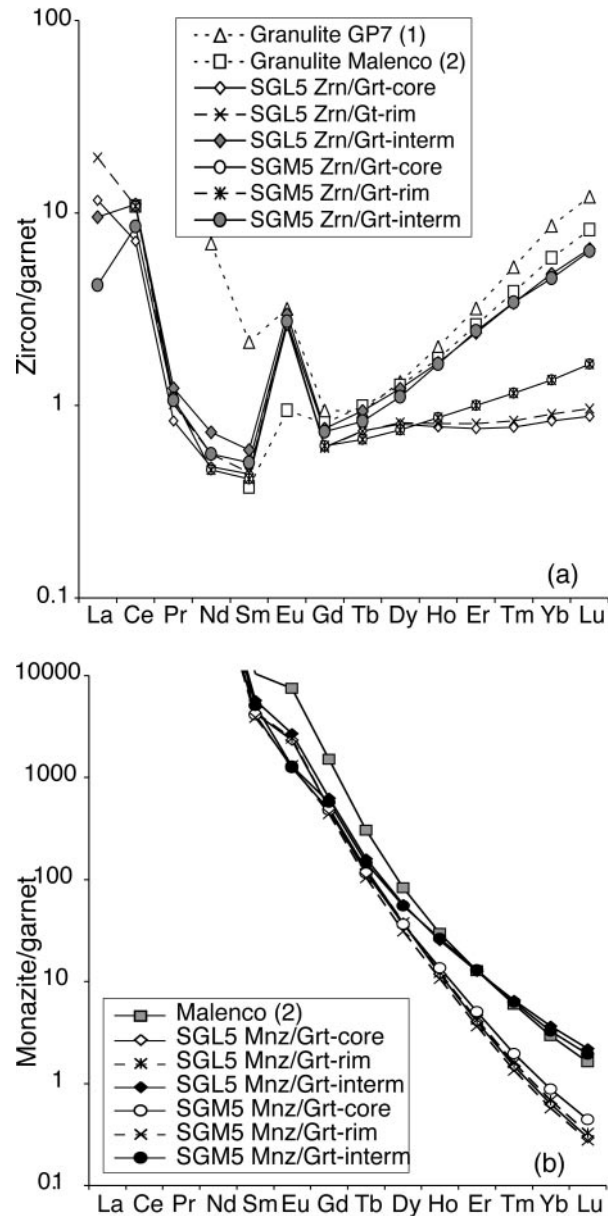 100
10
1
0.1
Zircon/garnet
Granulite GP7 (1)
Granulite Malenco (2)
SGL5 Zrn/Grt-core
SGL5 Zrn/Gt-rim
SGL5 Zrn/Grt-interm
SGM5 Zrn/Grt-core
SGM5 Zrn/Grt-rim
SGM5 Zrn/Grt-interm
(a)
La Ce Pr Nd Sm Eu Gd Tb Dy Ho Er Tm Yb Lu
10000
1000
100
10
1
0.1
Monazite/garnet
Malenco (2)
SGL5 Mnz/Grt-core
SGL5 Mnz/Grt-rim
SGL5 Mnz/Grt-interm
SGM5 Mnz/Grt-core
SGM5 Mnz/Grt-rim
SGM5 Mnz/Grt-interm
(b)
La Ce Pr Nd Sm Eu Gd Tb Dy Ho Er Tm Yb Lu